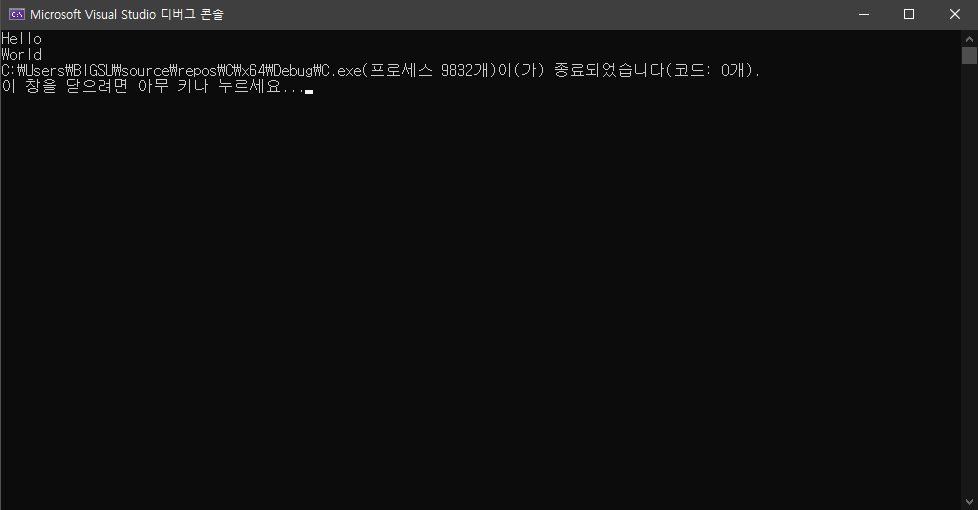 Microsoft Visual Studio 디버그 콘솔
Hello
World
C:₩Users₩BIGSU₩source₩repos₩C₩x64₩Debug₩C.exe(프로세스 9832개)이(가) 종료되었습니다(코드: 0개).
이 창을 닫으려면 아무 키나 누르세요...